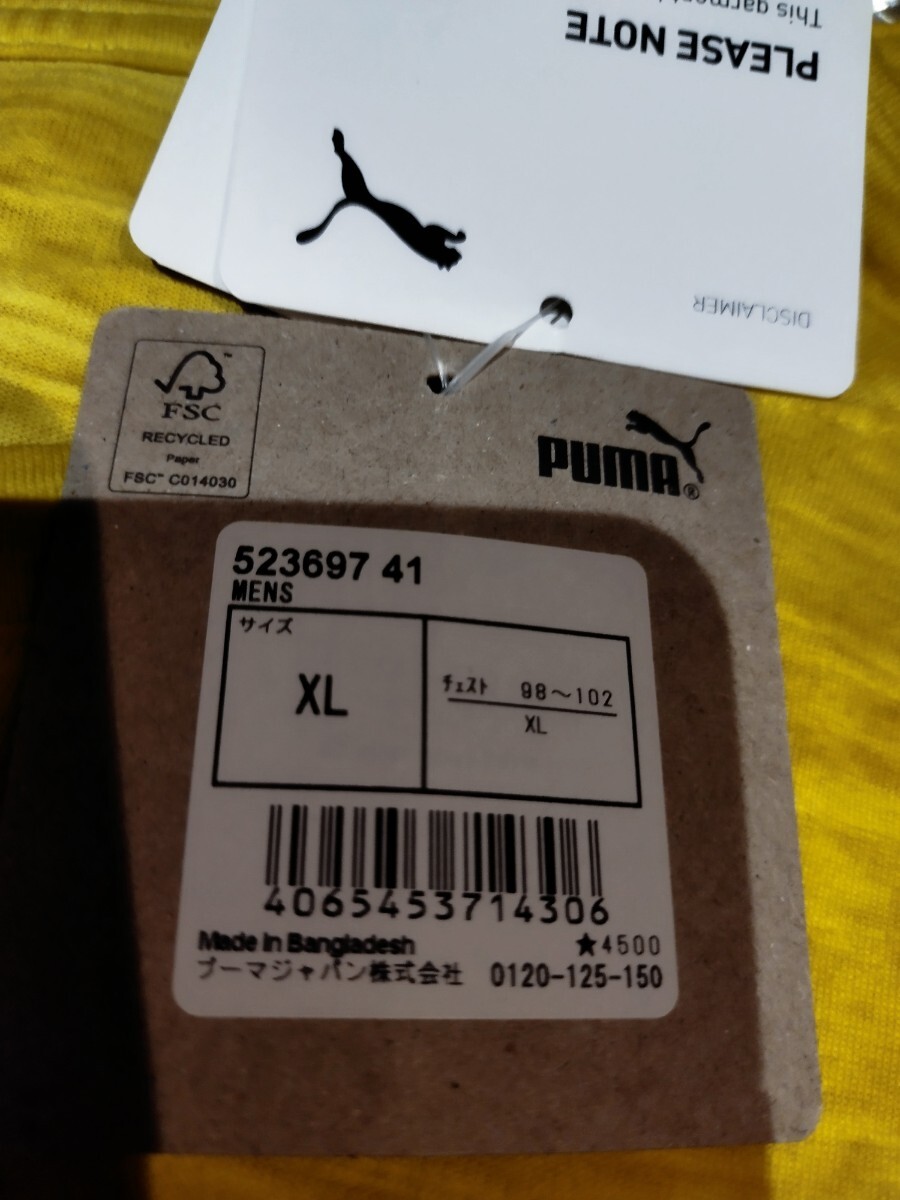 This garment
PLEASE NOTE
DISCLAIMER
FSC™
RECYCLED
Paper
FSC™ C014030
PUMA®
523697 41
MENS
サイズ
XL
チェスト 98～102
XL
4065453714306
Made in Bangladesh ★4500
プーマジャパン株式会社 0120-125-150